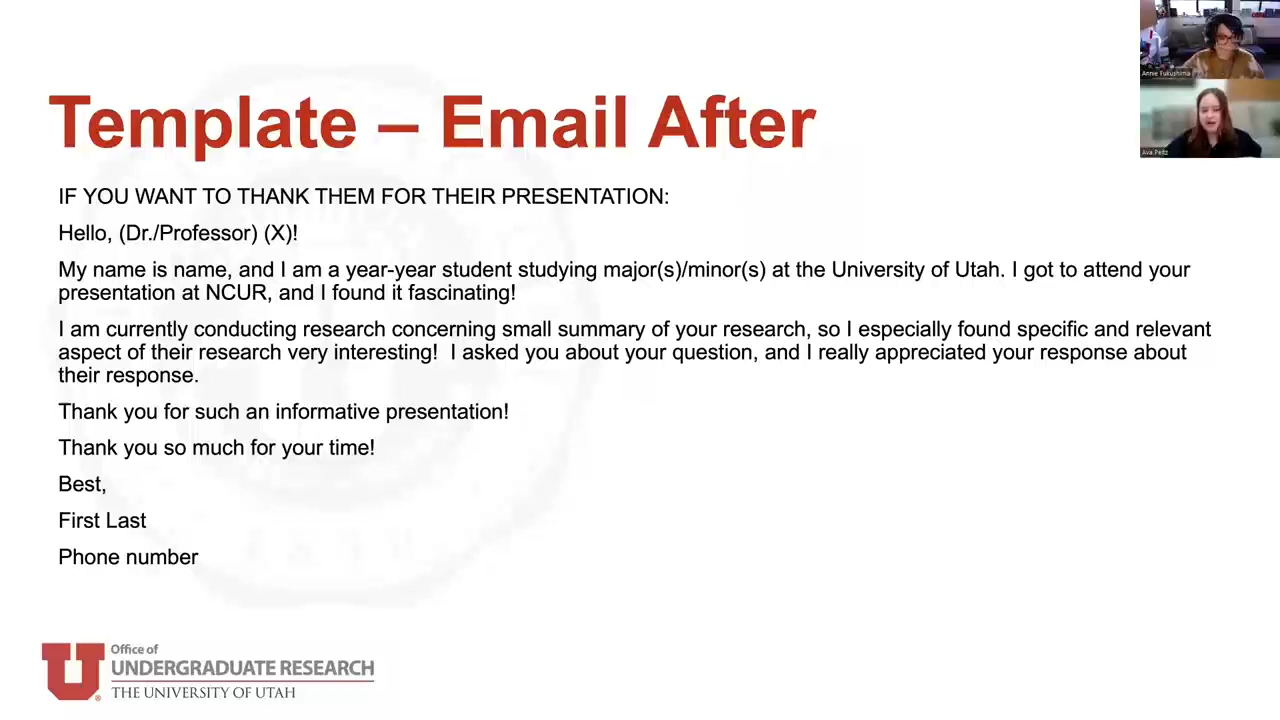 Template – Email After
IF YOU WANT TO THANK THEM FOR THEIR PRESENTATION:
Hello, (Dr./Professor) (X)!
My name is name, and I am a year-year student studying major(s)/minor(s) at the University of Utah. I got to attend your
presentation at NCUR, and I found it fascinating!
I am currently conducting research concerning small summary of your research, so I especially found specific and relevant
aspect of their research very interesting!  I asked you about your question, and I really appreciated your response about
their response.
Thank you for such an informative presentation!
Thank you so much for your time!
Best,
First Last
Phone number
Annie Fukushima
Ava Peitz
U
Office of
UNDERGRADUATE RESEARCH
THE UNIVERSITY OF UTAH